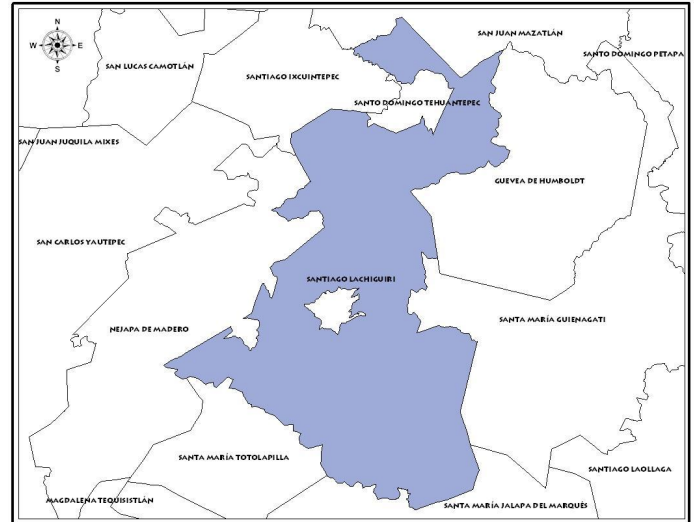 N
W E
S
SAN JUAN MAZATLÁN
SANTO DOMINGO PETAPA
SAN LUCAS CAMOTLÁN
SANTIAGO IXCUINTEPEC
SANTO DOMINGO TEHUANTEPEC
SAN JUAN JUQUILA MIXES
GUEVEA DE HUMBOLDT
SAN CARLOS YAUTEPEC
SANTIAGO LACHIGUIRI
SANTA MARÍA GUIENAGATI
NEJAPA DE MADERO
SANTA MARÍA TOTOLAPILLA
SANTIAGO LAOLLAGA
MAGDALENA TEQUISISTLÁN
SANTA MARÍA JALAPA DEL MARQUÉS